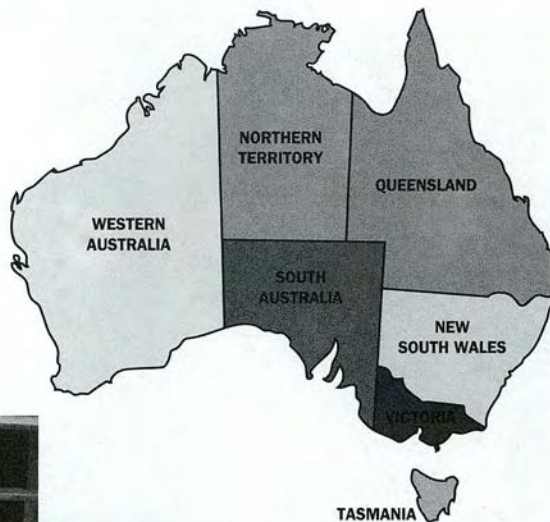 NORTHERN
TERRITORY
QUEENSLAND
WESTERN
AUSTRALIA
SOUTH
AUSTRALIA
NEW
SOUTH WALES
VICTORIA
TASMANIA